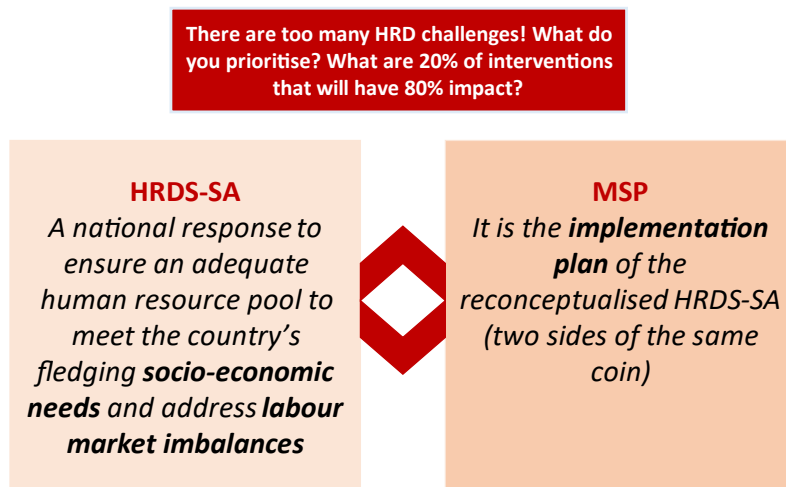 There are too many HRD challenges! What do
you prioritise? What are 20% of interventions
that will have 80% impact?
HRDS-SA
A national response to
ensure an adequate
human resource pool to
meet the country's
fledging socio-economic
needs and address labour
market imbalances
MSP
It is the implementation
plan of the
reconceptualised HRDS-SA
(two sides of the same
coin)